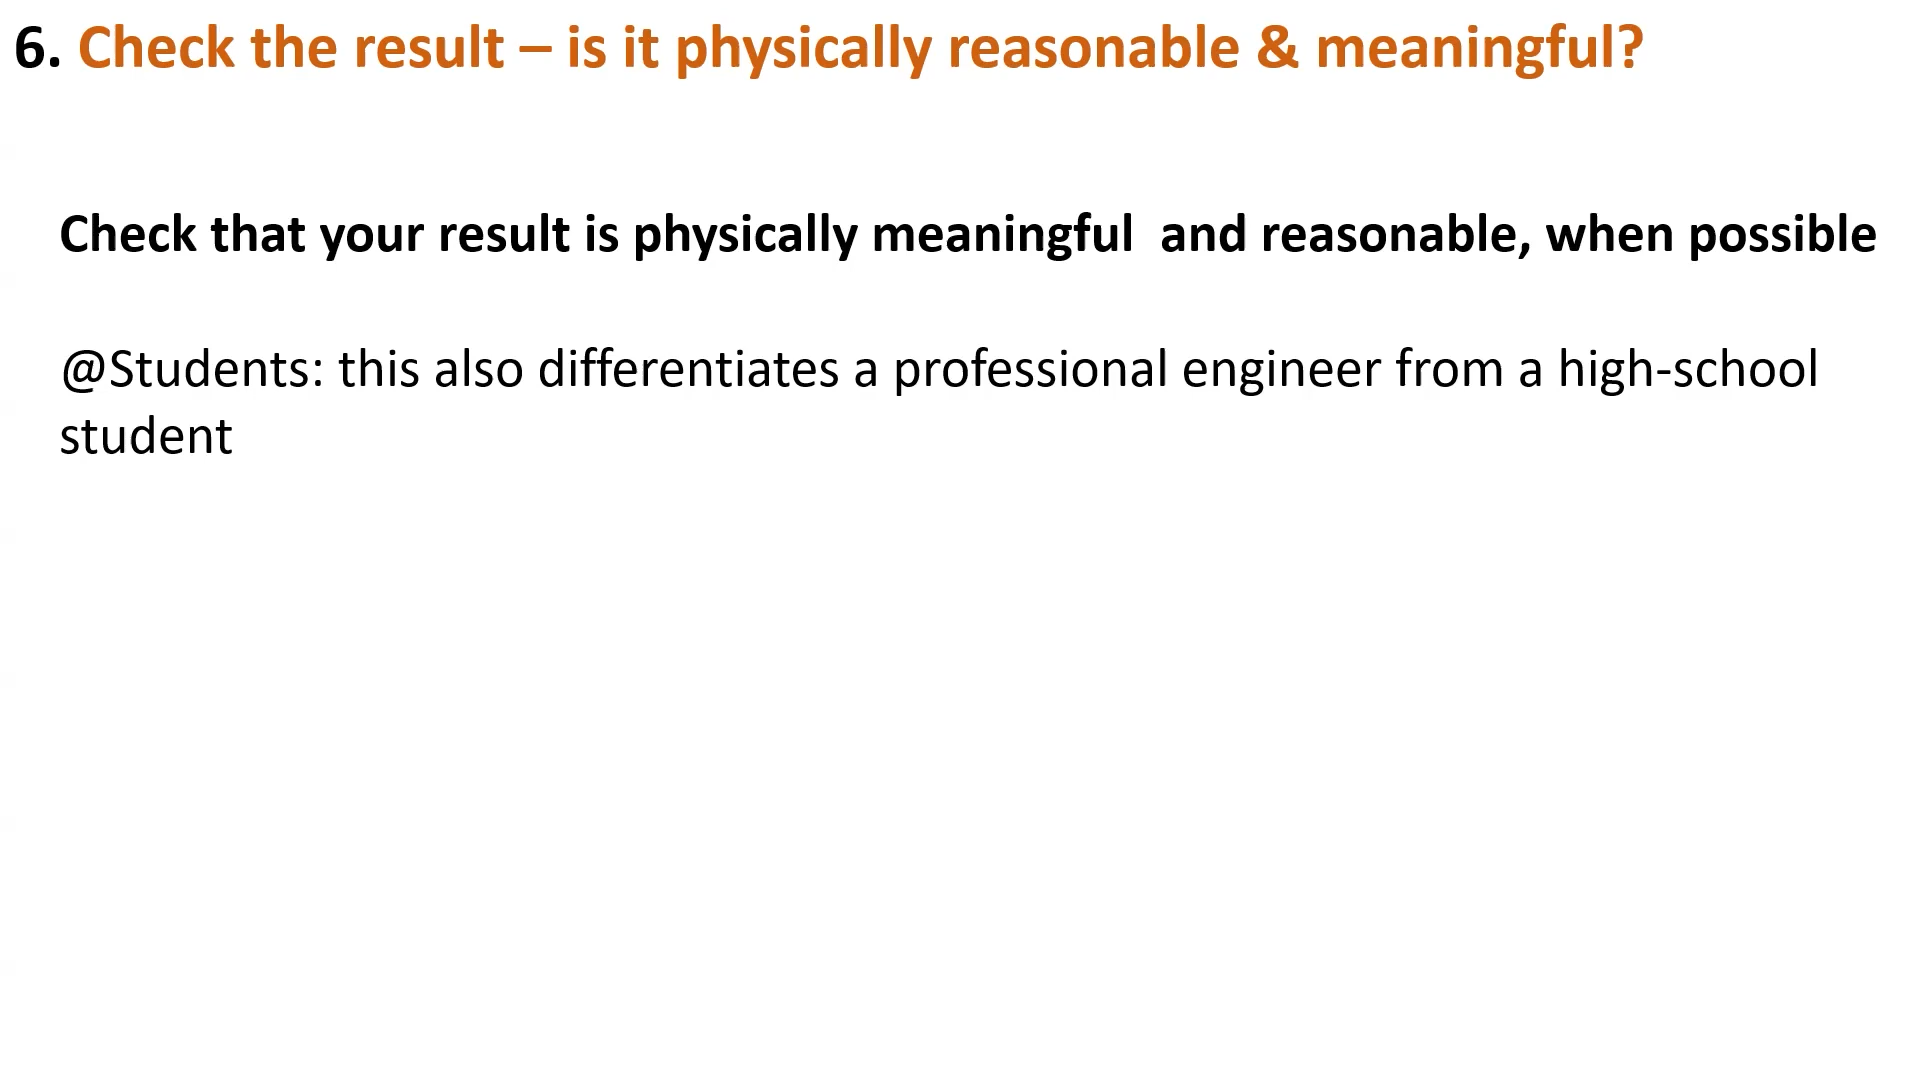 6. Check the result – is it physically reasonable & meaningful?
Check that your result is physically meaningful  and reasonable, when possible
@Students: this also differentiates a professional engineer from a high-school
student